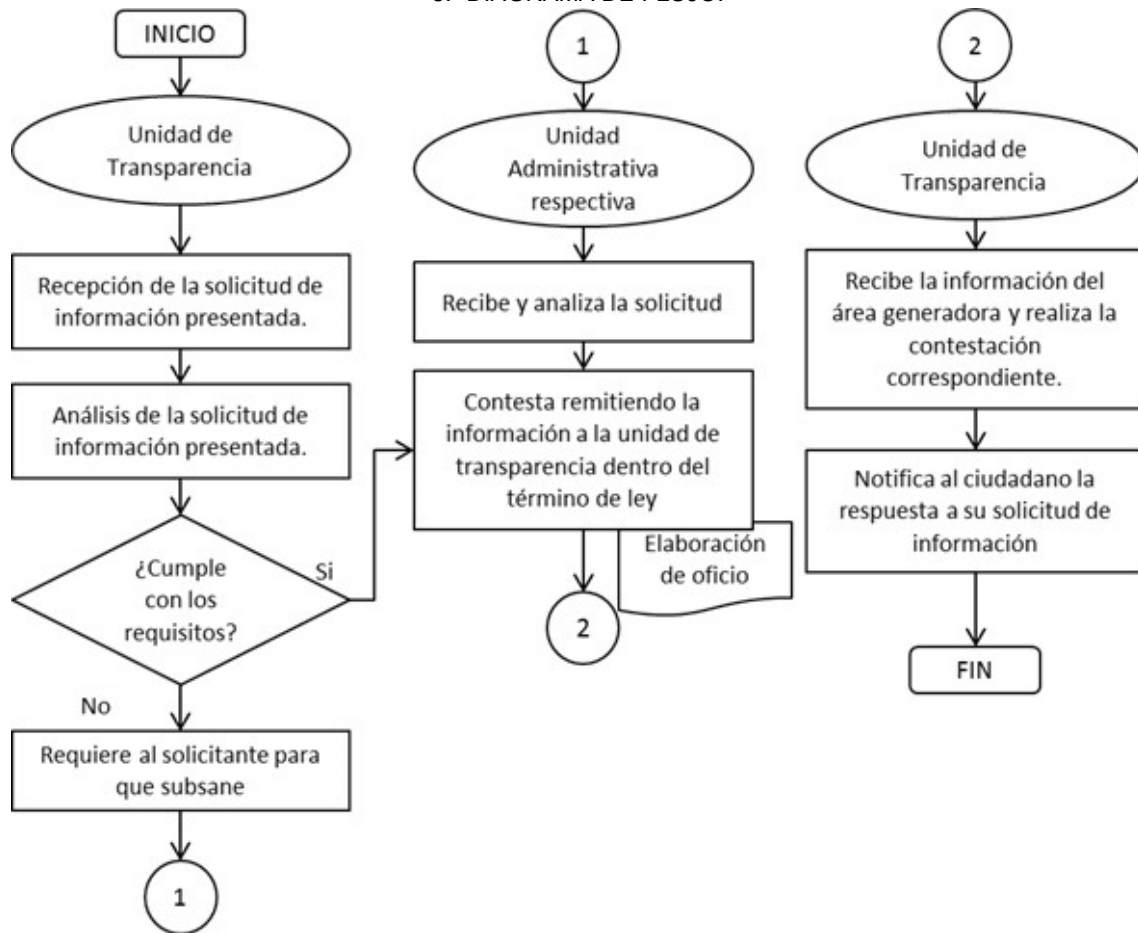 INICIO
Unidad de
Transparencia
Recepción de la solicitud de
información presentada.
Análisis de la solicitud de
información presentada.
¿Cumple
con los
requisitos?
Si
No
Requiere al solicitante para
que subsane
1
1
Unidad
Administrativa
respectiva
Recibe y analiza la solicitud
Contesta remitiendo la
información a la unidad de
transparencia dentro del
término de ley
Elaboración
de oficio
2
2
Unidad de
Transparencia
Recibe la información del
área generadora y realiza la
contestación
correspondiente.
Notifica al ciudadano la
respuesta a su solicitud de
información
FIN